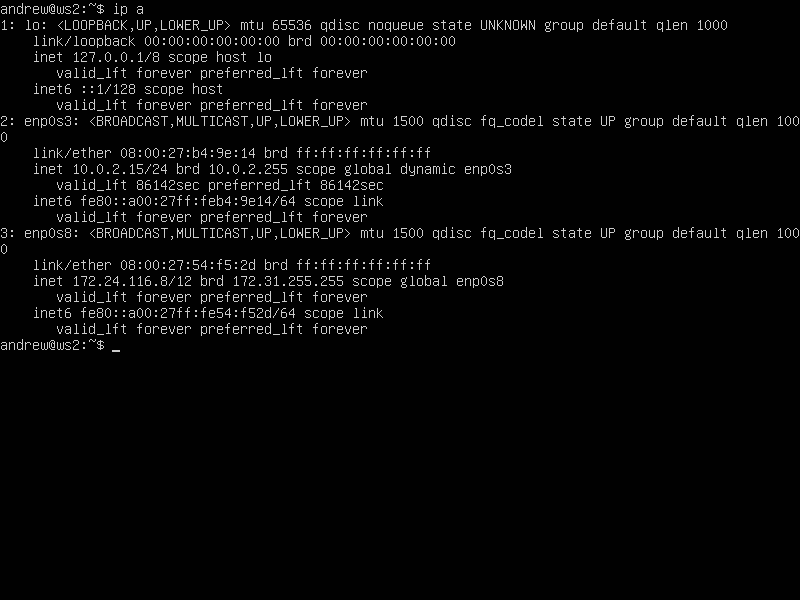 andrew@ws2:~$ ip a
1: lo: <LOOPBACK,UP,LOWER_UP> mtu 65536 qdisc noqueue state UNKNOWN group default qlen 1000
    link/loopback 00:00:00:00:00:00 brd 00:00:00:00:00:00
    inet 127.0.0.1/8 scope host lo
       valid_lft forever preferred_lft forever
    inet6 ::1/128 scope host
       valid_lft forever preferred_lft forever
2: enp0s3: <BROADCAST,MULTICAST,UP,LOWER_UP> mtu 1500 qdisc fq_codel state UP group default qlen 100
0
    link/ether 08:00:27:b4:9e:14 brd ff:ff:ff:ff:ff:ff
    inet 10.0.2.15/24 brd 10.0.2.255 scope global dynamic enp0s3
       valid_lft 86142sec preferred_lft 86142sec
    inet6 fe80::a00:27ff:feb4:9e14/64 scope link
       valid_lft forever preferred_lft forever
3: enp0s8: <BROADCAST,MULTICAST,UP,LOWER_UP> mtu 1500 qdisc fq_codel state UP group default qlen 100
0
    link/ether 08:00:27:54:f5:2d brd ff:ff:ff:ff:ff:ff
    inet 172.24.116.8/12 brd 172.31.255.255 scope global enp0s8
       valid_lft forever preferred_lft forever
    inet6 fe80::a00:27ff:fe54:f52d/64 scope link
       valid_lft forever preferred_lft forever
andrew@ws2:~$ _